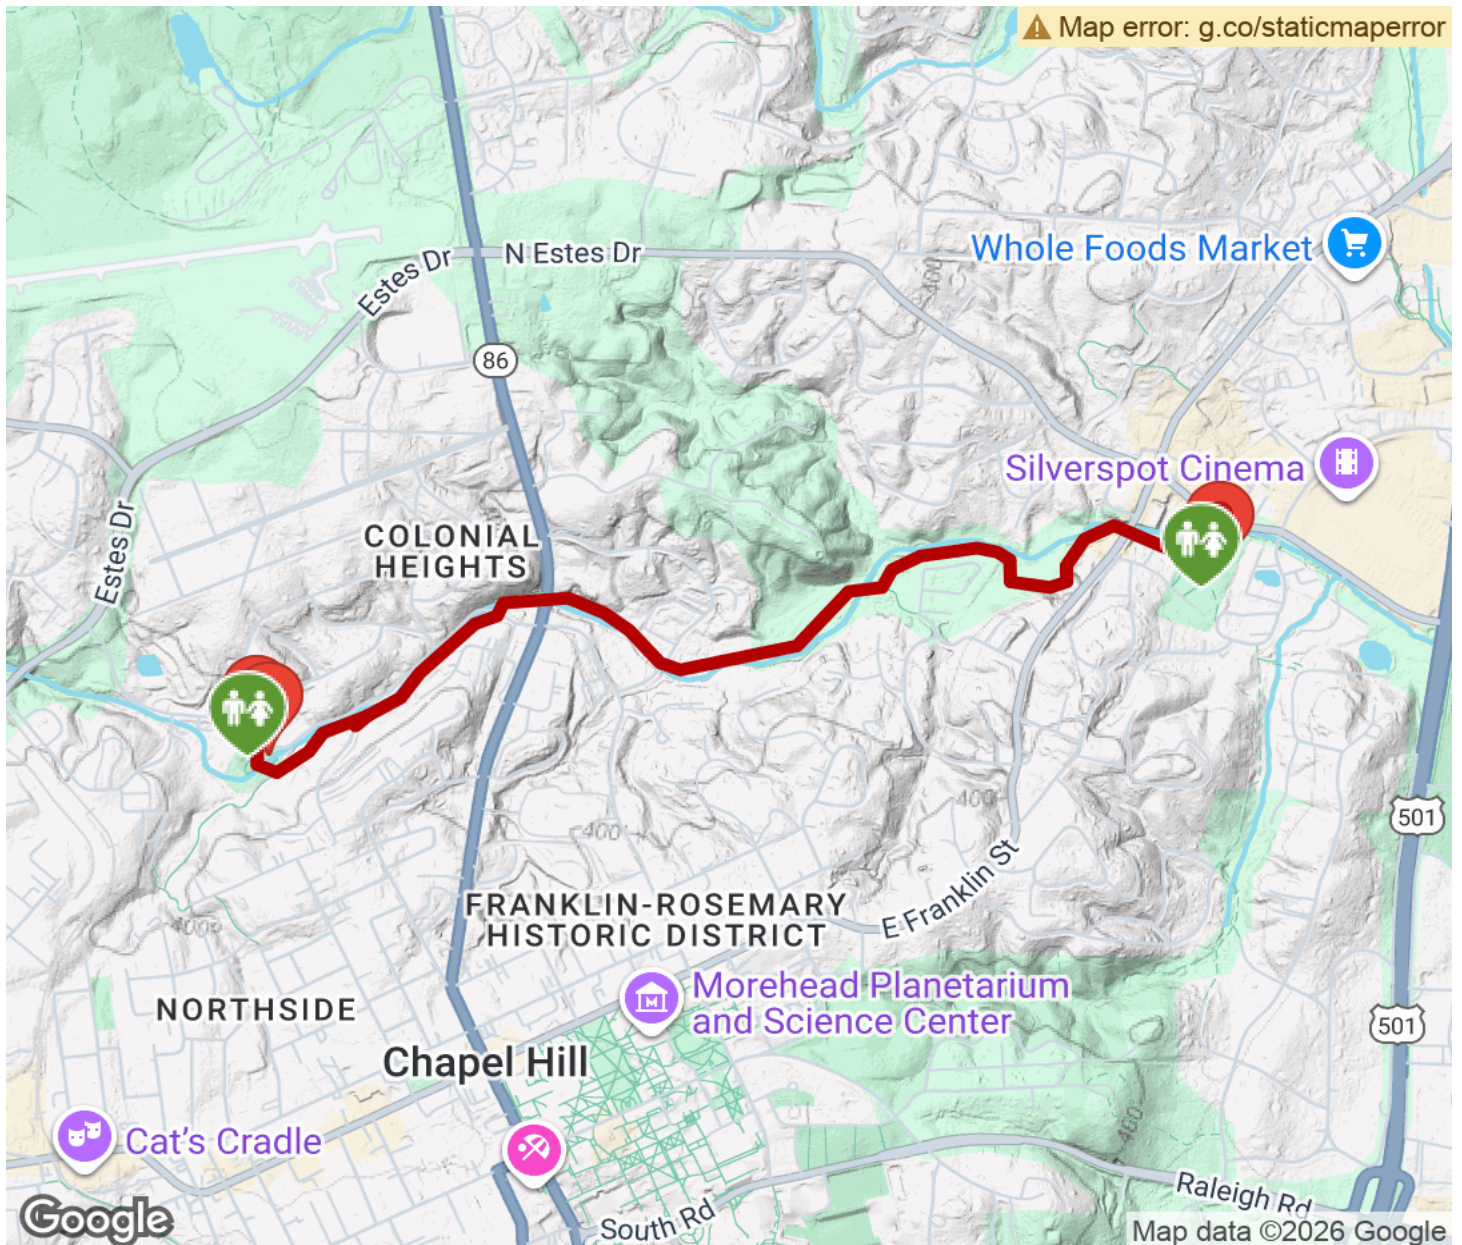 Map error: g.co/staticmaperror
Whole Foods Market
N Estes Dr
Estes Dr
400
86
Silverspot Cinema
Estes Dr
COLONIAL
HEIGHTS
400
501
400
E Franklin St
FRANKLIN-ROSEMARY
HISTORIC DISTRICT
400
Morehead Planetarium
and Science Center
NORTHSIDE
501
Chapel Hill
400
Cat's Cradle
Raleigh Rd
South Rd
Google
Map data ©2026 Google